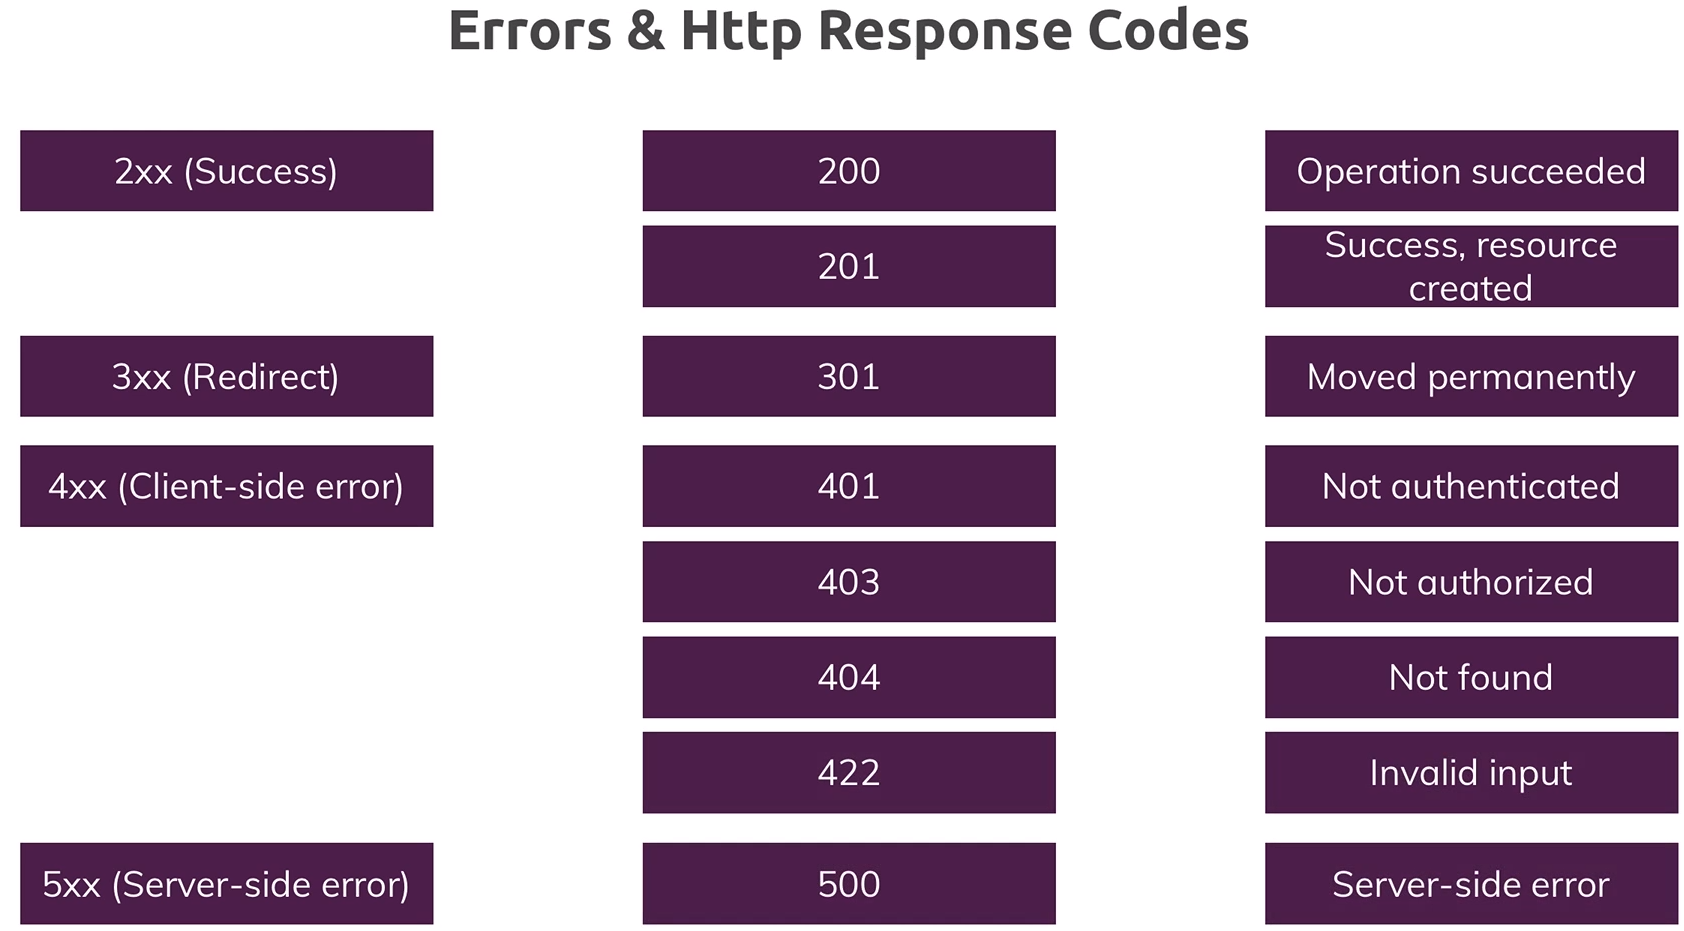 Errors & Http Response Codes
2xx (Success)
200
Operation succeeded
201
Success, resource
created
3xx (Redirect)
301
Moved permanently
4xx (Client-side error)
401
Not authenticated
403
Not authorized
404
Not found
422
Invalid input
5xx (Server-side error)
500
Server-side error